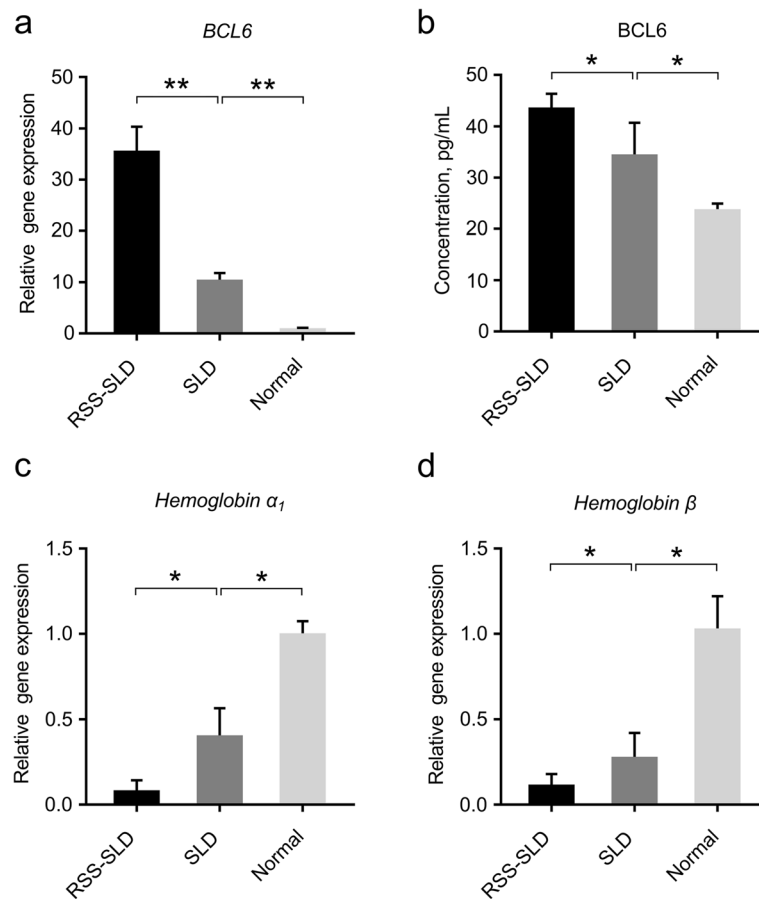 a
BCL6
Relative gene expression
50
40
30
20
10
0
**
**
RSS-SLD
SLD
Normal
b
BCL6
Concentration, pg/mL
50
40
30
20
10
0
*
*
RSS-SLD
SLD
Normal
c
Hemoglobin α1
Relative gene expression
1.5
1.0
0.5
0.0
*
*
RSS-SLD
SLD
Normal
d
Hemoglobin β
Relative gene expression
1.5
1.0
0.5
0.0
*
*
RSS-SLD
SLD
Normal